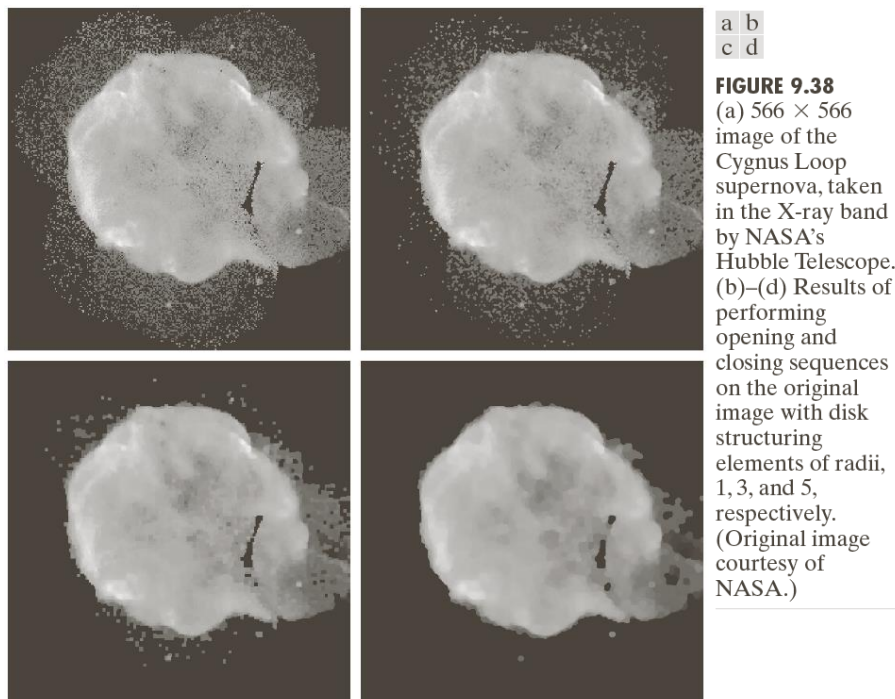 a b
c d
FIGURE 9.38
(a) 566 × 566
image of the
Cygnus Loop
supernova, taken
in the X-ray band
by NASA's
Hubble Telescope.
(b)–(d) Results of
performing
opening and
closing sequences
on the original
image with disk
structuring
elements of radii,
1, 3, and 5,
respectively.
(Original image
courtesy of
NASA.)